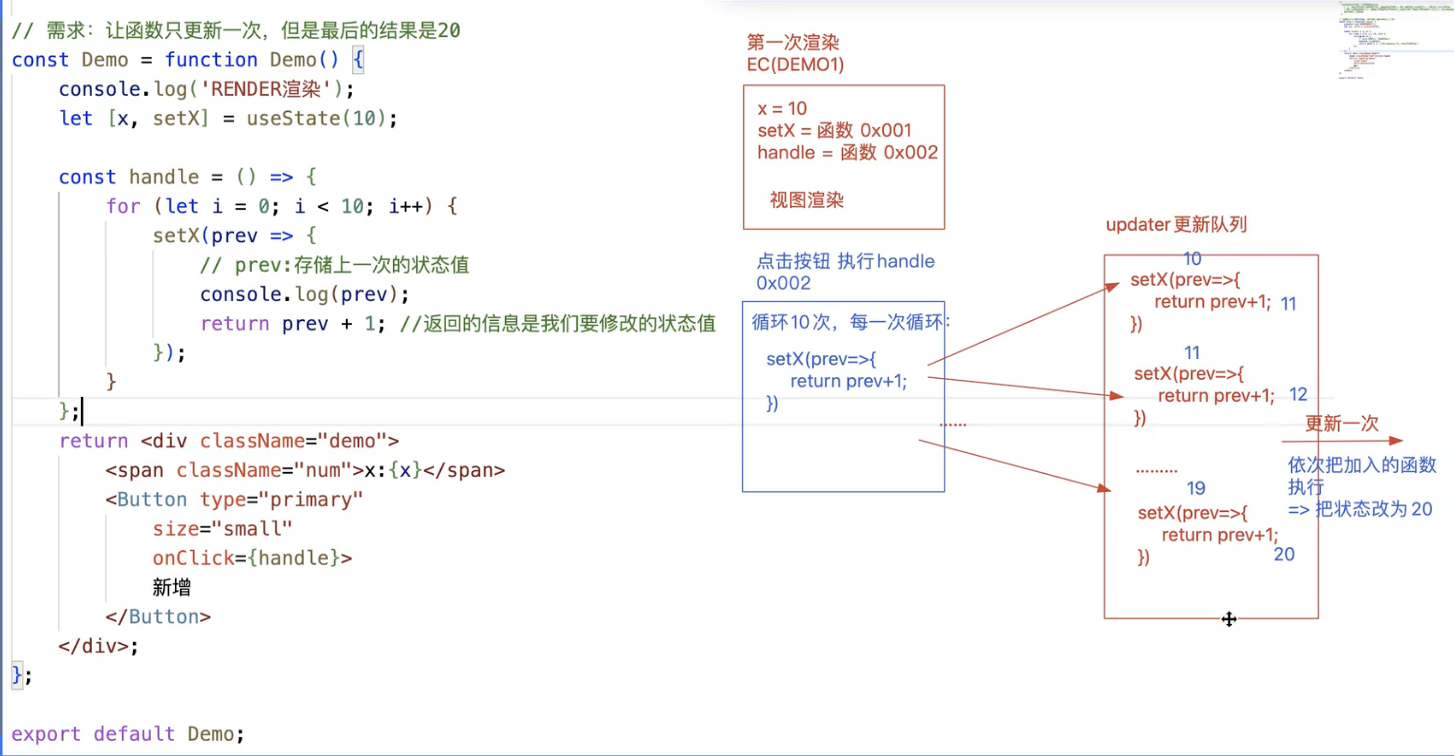 // 需求：让函数只更新一次，但是最后的结果是20
const Demo = function Demo() {
console.log('RENDER渲染');
let [x, setX] = useState(10);
const handle = () => {
for (let i = 0; i < 10; i++) {
setX(prev => {
// prev:存储上一次的状态值
console.log(prev);
return prev + 1; //返回的信息是我们要修改的状态值
});
}
};
return <div className="demo">
<span className="num">x:{x}</span>
<Button type="primary"
size="small"
onClick={handle}>
新增
</Button>
</div>;
};
export default Demo;
第一次渲染
EC(DEMO1)
x = 10
setX = 函数 0x001
handle = 函数 0x002
视图渲染
点击按钮 执行handle
0x002
循环10次，每一次循环：
setX(prev=>{
return prev+1;
})
......
updater更新队列
10
setX(prev=>{
return prev+1; 11
})
11
setX(prev=>{
return prev+1; 12
})
.........
19
setX(prev=>{
return prev+1;
})
20
更新一次
依次把加入的函数
执行
=> 把状态改为20